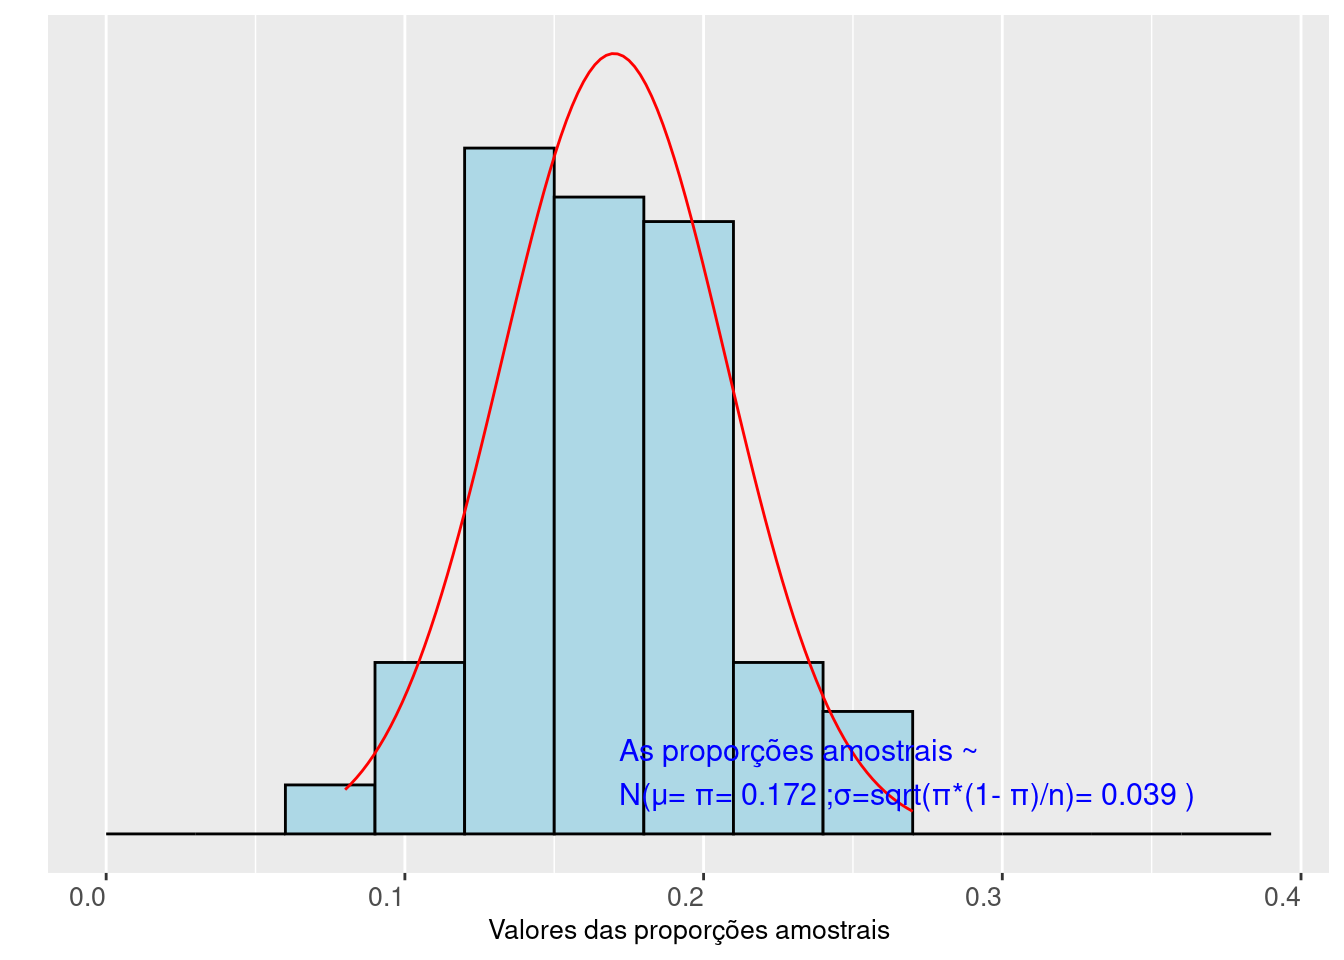 As proporções amostrais ~
N(μ= π= 0.172 ;σ=sqrt(π*(1- π)/n)= 0.039 )
0.0 0.1 0.2 0.3 0.4
Valores das proporções amostrais